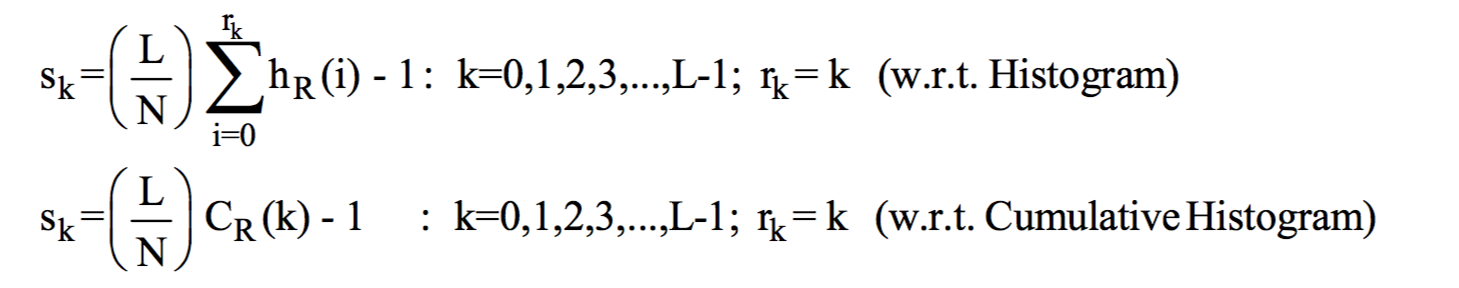 s_k = (L/N) ∑_{i=0}^{r_k} h_R (i) - 1 : k=0,1,2,3,...,L-1; r_k = k (w.r.t. Histogram)
s_k = (L/N) C_R (k) - 1 : k=0,1,2,3,...,L-1; r_k = k (w.r.t. Cumulative Histogram)